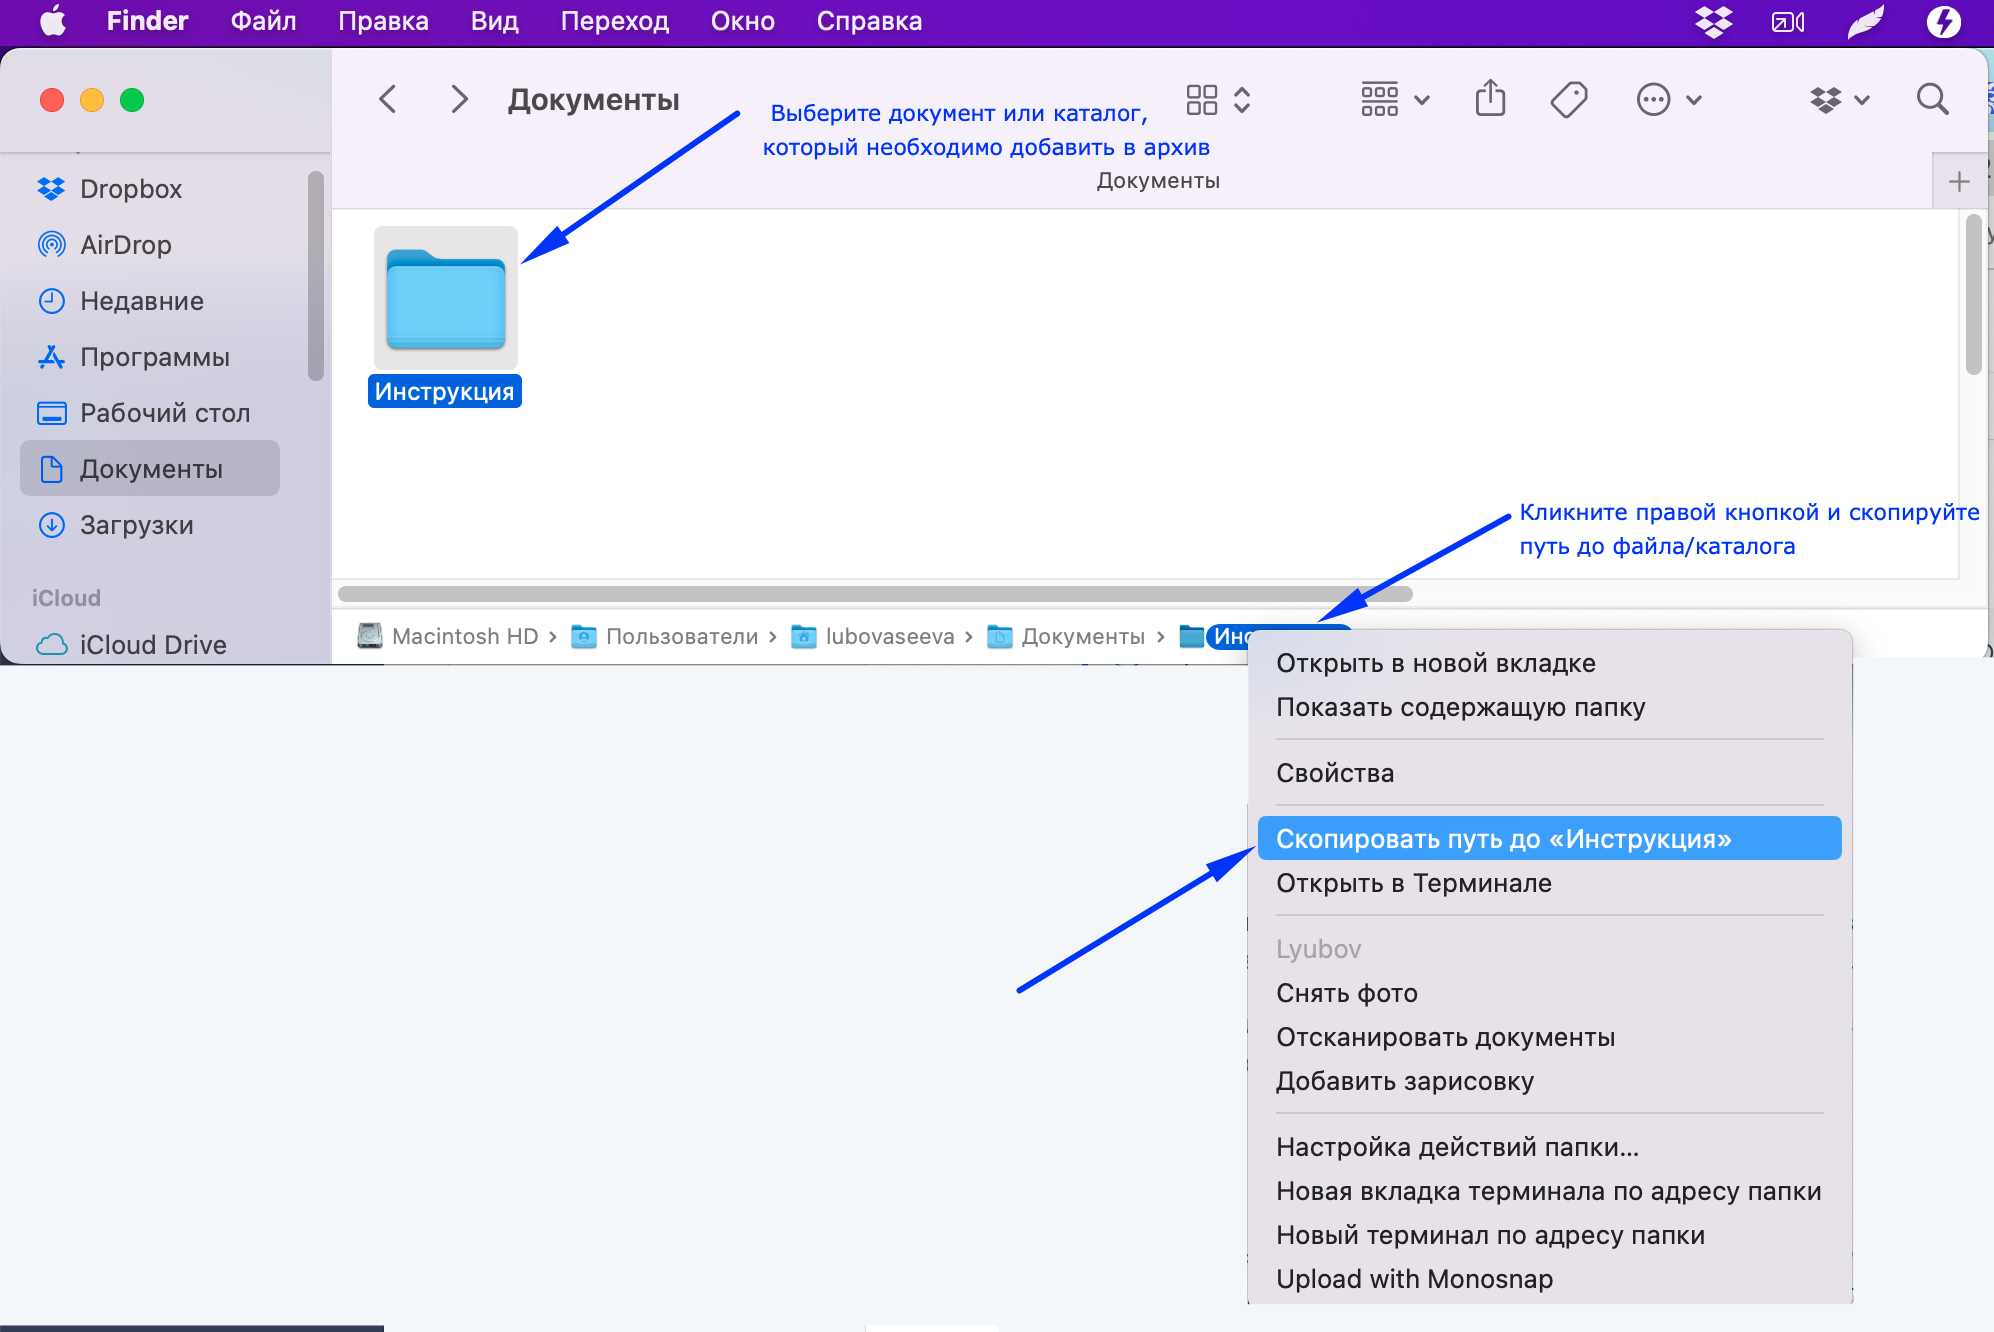 Finder Файл Правка Вид Переход Окно Справка
Документы
Выберите документ или каталог,
который необходимо добавить в архив
Документы
Dropbox
AirDrop
Недавние
Программы
Рабочий стол
Документы
Загрузки
iCloud
iCloud Drive
Инструкция
Кликните правой кнопкой и скопируйте
путь до файла/каталога
Macintosh HD › Пользователи › lubovaseeva › Документы ›
Открыть в новой вкладке
Показать содержащую папку
Свойства
Скопировать путь до «Инструкция»
Открыть в Терминале
Lyubov
Снять фото
Отсканировать документы
Добавить зарисовку
Настройка действий папки...
Новая вкладка терминала по адресу папки
Новый терминал по адресу папки
Upload with Monosnap